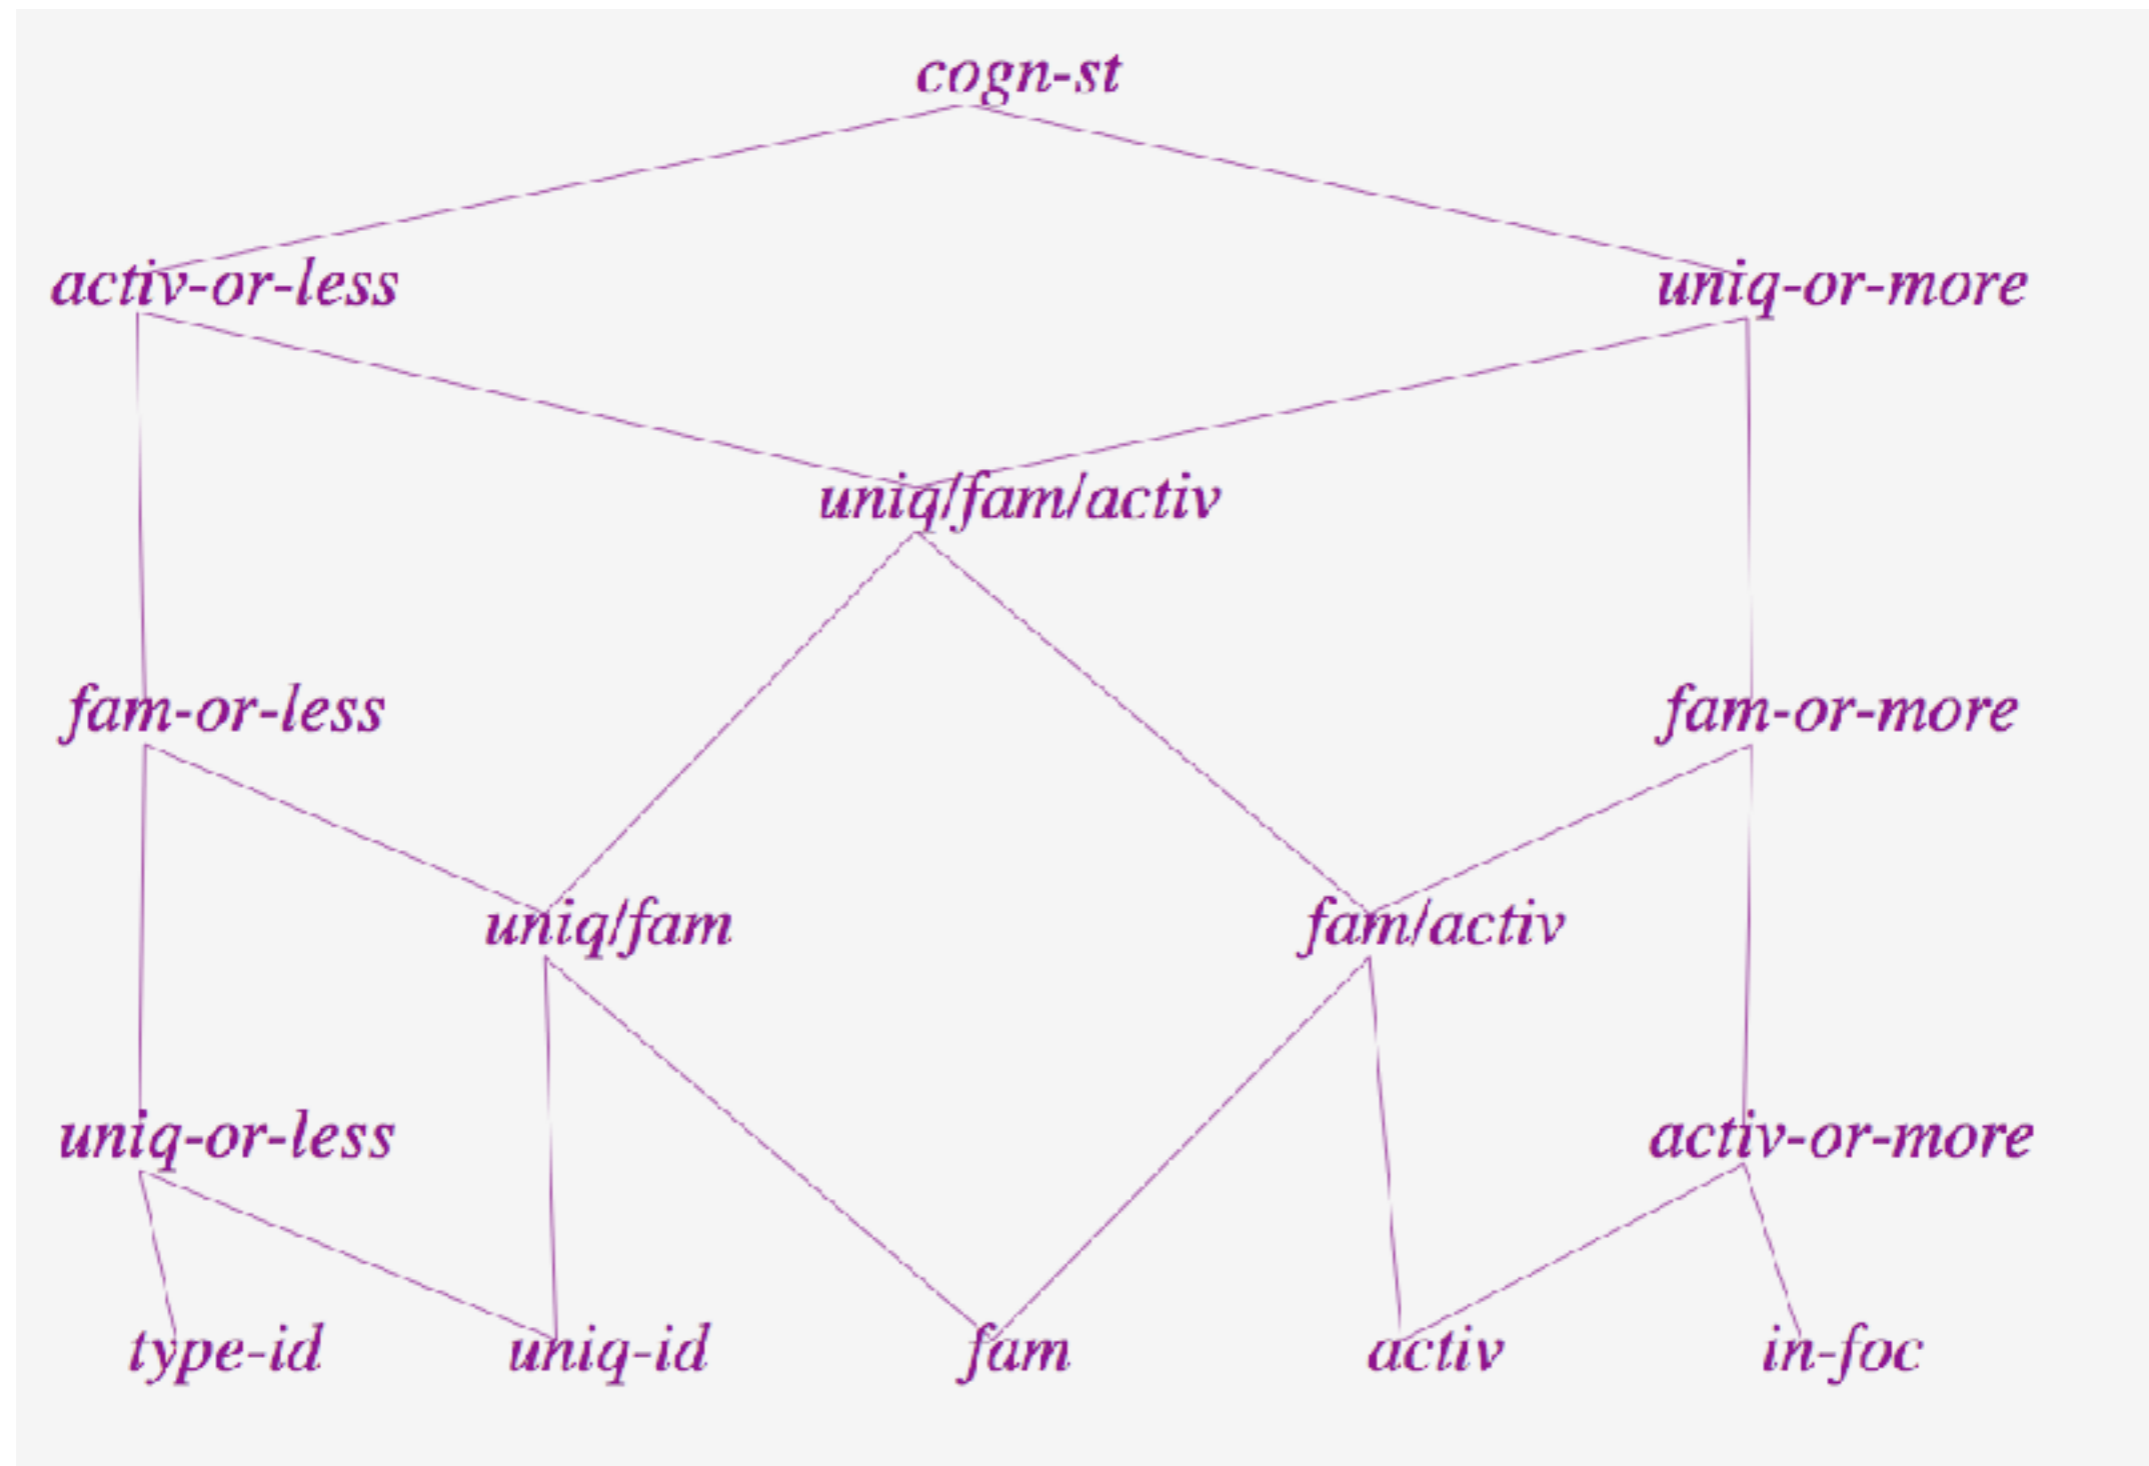 cogn-st
activ-or-less uniq-or-more
uniq/fam/activ
fam-or-less fam-or-more
uniq/fam fam/activ
uniq-or-less activ-or-more
type-id uniq-id fam activ in-foc